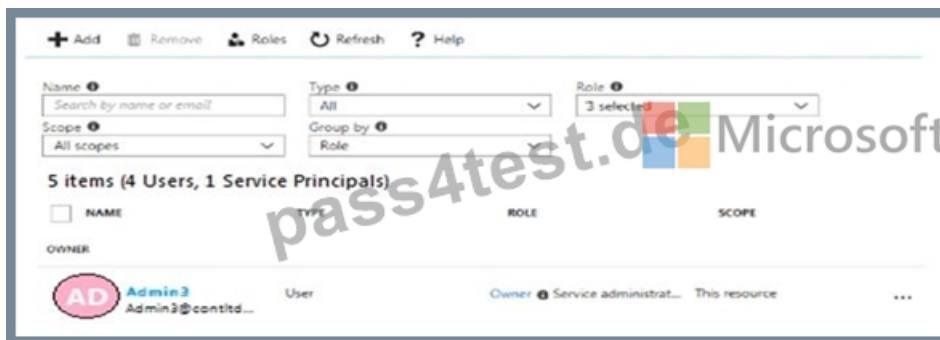 Add Remove Roles Refresh ? Help
Name Type Role
Search by name or email All 3 selected
Scope Group by
All scopes Role
Microsoft
pass4test.de
5 items (4 Users, 1 Service Principals)
NAME TYPE ROLE SCOPE
OWNER
AD Admin3 User Owner Service administrat... This resource ...
Admin3@contltd...